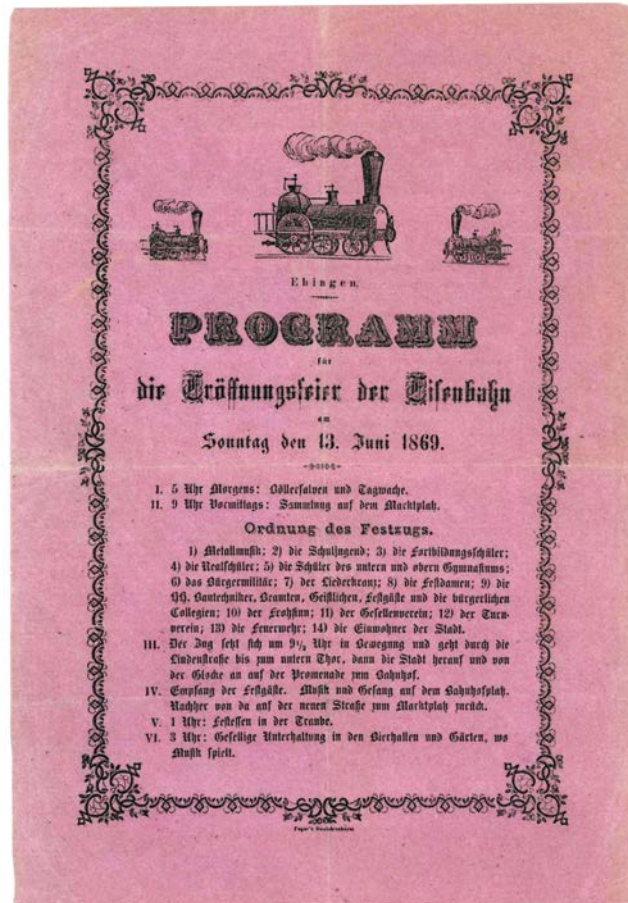 Ebingen.
PROGRAMM
für
die Eröffnungsfeier der Eisenbahn
am
Sonntag den 13. Juni 1869.
I. 5 Uhr Morgens: Böllersalven und Tagwache.
II. 9 Uhr Vormittags: Sammlung auf dem Marktplatz.
Ordnung des Festzugs.
1) Metallmusik; 2) die Schuljugend; 3) die Fortbildungsschüler;
4) die Realschüler; 5) die Schüler des untern und obern Gymnasiums;
6) das Bürgermilitär; 7) der Liederkranz; 8) die Festdamen; 9) die
HH. Bautechniker, Beamten, Geistlichen, Festgäste und die bürgerlichen
Collegien; 10) der Frohsinn; 11) der Gesellenverein; 12) der Turn-
verein; 13) die Feuerwehr; 14) die Einwohner der Stadt.
III. Der Zug setzt sich um 9½ Uhr in Bewegung und geht durch die
Lindenstraße bis zum untern Thor, dann die Stadt herauf und von
der Glocke an auf der Promenade zum Bahnhof.
IV. Empfang der Festgäste. Musik und Gesang auf dem Bahnhofplatz.
Nachher von da auf der neuen Straße zum Marktplatz zurück.
V. 1 Uhr: Festessen in der Traube.
VI. 3 Uhr: Gesellige Unterhaltung in den Bierhallen und Gärten, wo
Musik spielt.